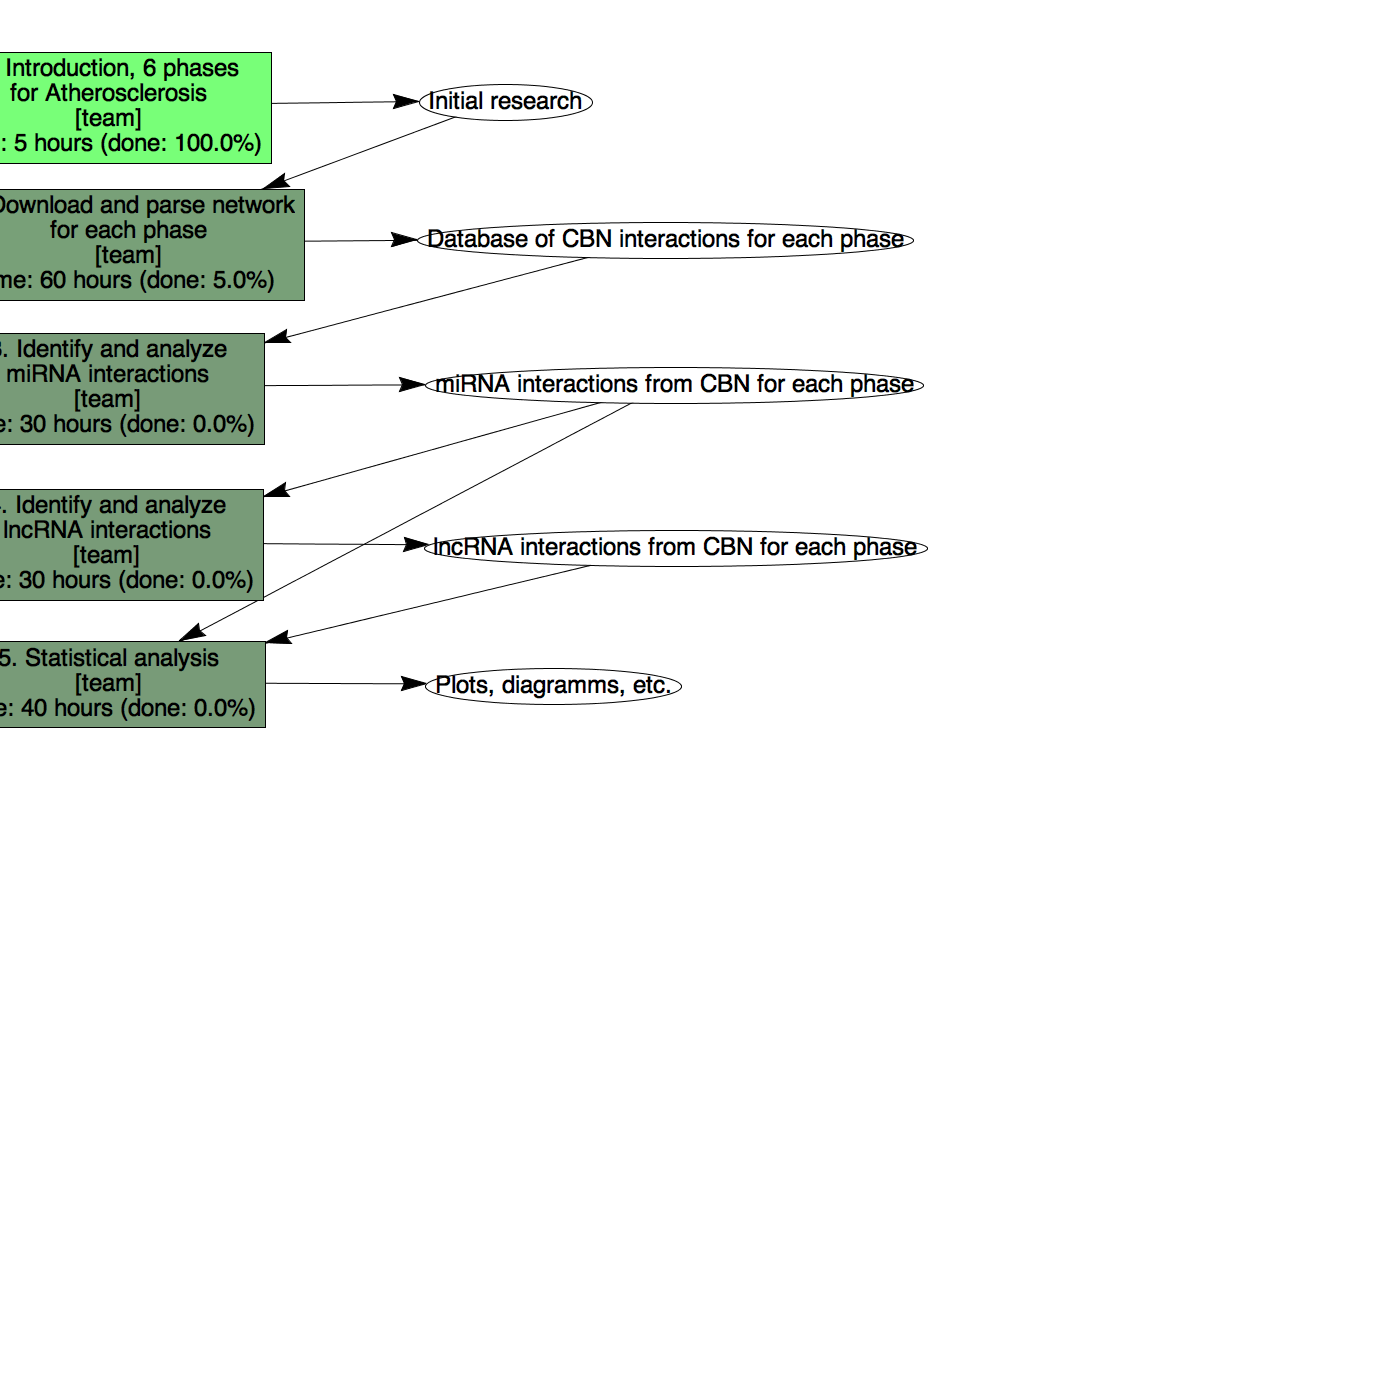 Introduction, 6 phases
for Atherosclerosis
[team]
: 5 hours (done: 100.0%)
Initial research
Download and parse network
for each phase
[team]
me: 60 hours (done: 5.0%)
Database of CBN interactions for each phase
3. Identify and analyze
miRNA interactions
[team]
e: 30 hours (done: 0.0%)
miRNA interactions from CBN for each phase
. Identify and analyze
lncRNA interactions
[team]
e: 30 hours (done: 0.0%)
lncRNA interactions from CBN for each phase
5. Statistical analysis
[team]
e: 40 hours (done: 0.0%)
Plots, diagramms, etc.